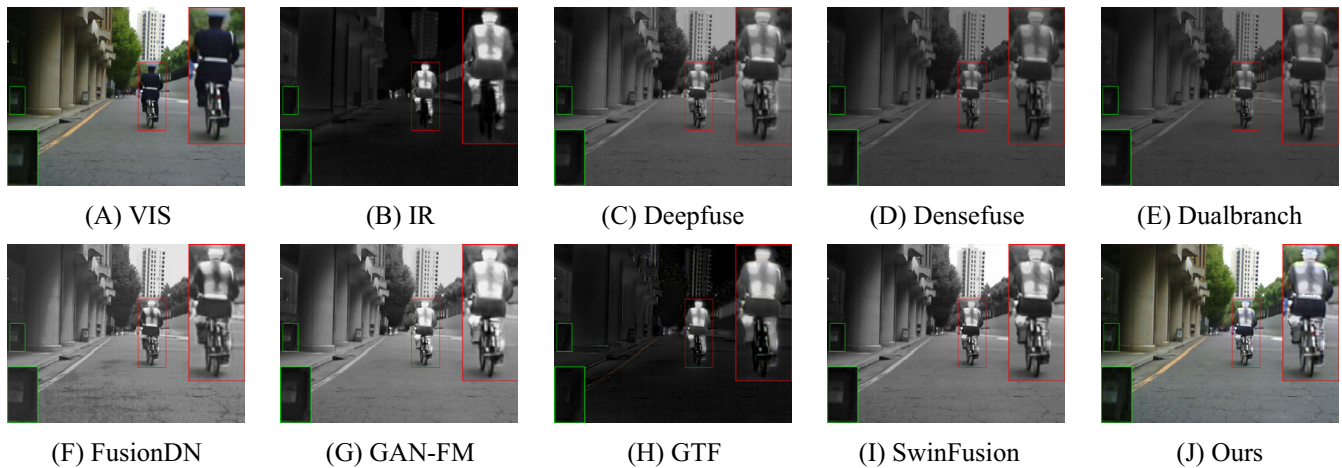 (A) VIS
(B) IR
(C) Deepfuse
(D) Densefuse
(E) Dualbranch
(F) FusionDN
(G) GAN-FM
(H) GTF
(I) SwinFusion
(J) Ours